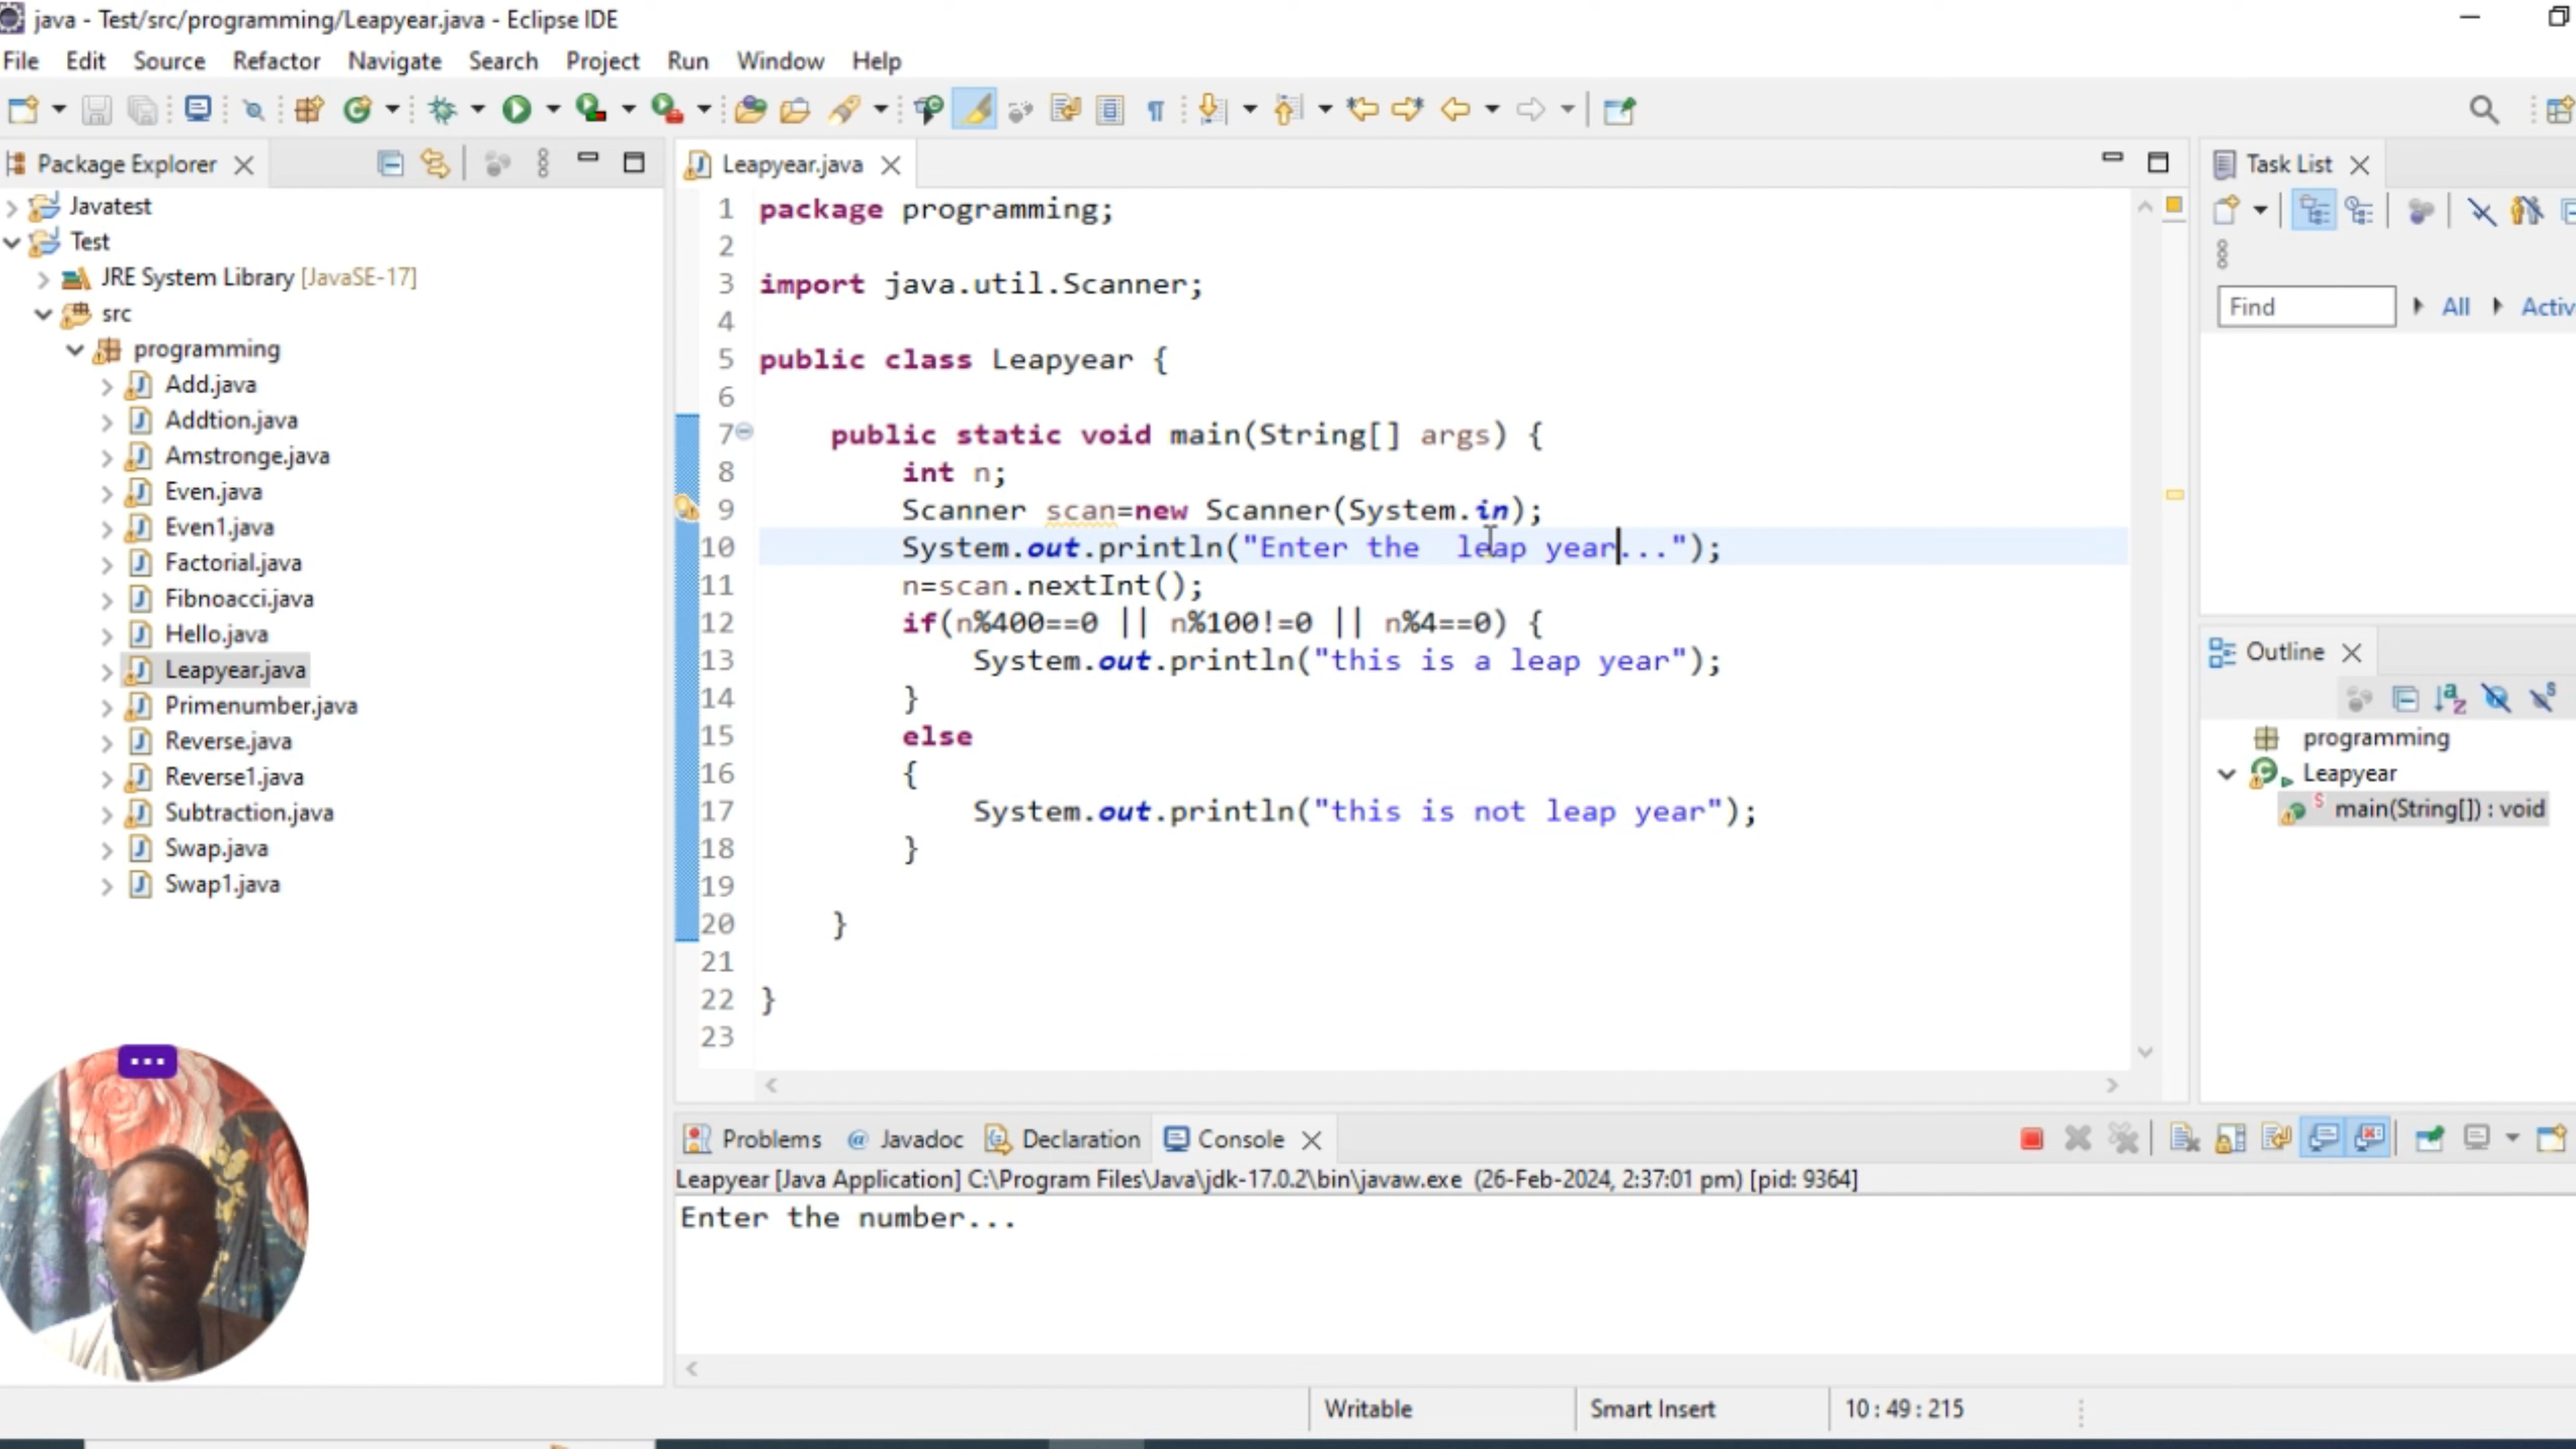 java - Test/src/programming/Leapyear.java - Eclipse IDE
File Edit Source Refactor Navigate Search Project Run Window Help
Package Explorer
Javatest
Test
JRE System Library [JavaSE-17]
src
programming
Add.java
Addtion.java
Amstronge.java
Even.java
Even1.java
Factorial.java
Fibnoacci.java
Hello.java
Leapyear.java
Primenumber.java
Reverse.java
Reverse1.java
Subtraction.java
Swap.java
Swap1.java
Leapyear.java
1 package programming;
2
3 import java.util.Scanner;
4
5 public class Leapyear {
6
7 public static void main(String[] args) {
8 int n;
9 Scanner scan=new Scanner(System.in);
10 System.out.println("Enter the  leap year...");
11 n=scan.nextInt();
12 if(n%400==0 || n%100!=0 || n%4==0) {
13 System.out.println("this is a leap year");
14 }
15 else
16 {
17 System.out.println("this is not leap year");
18 }
19
20 }
21
22 }
23
Task List
Find All Activ
Outline
programming
Leapyear
main(String[]) : void
Problems Javadoc Declaration Console
Leapyear [Java Application] C:\Program Files\Java\jdk-17.0.2\bin\javaw.exe (26-Feb-2024, 2:37:01 pm) [pid: 9364]
Enter the number...
Writable Smart Insert 10 : 49 : 215